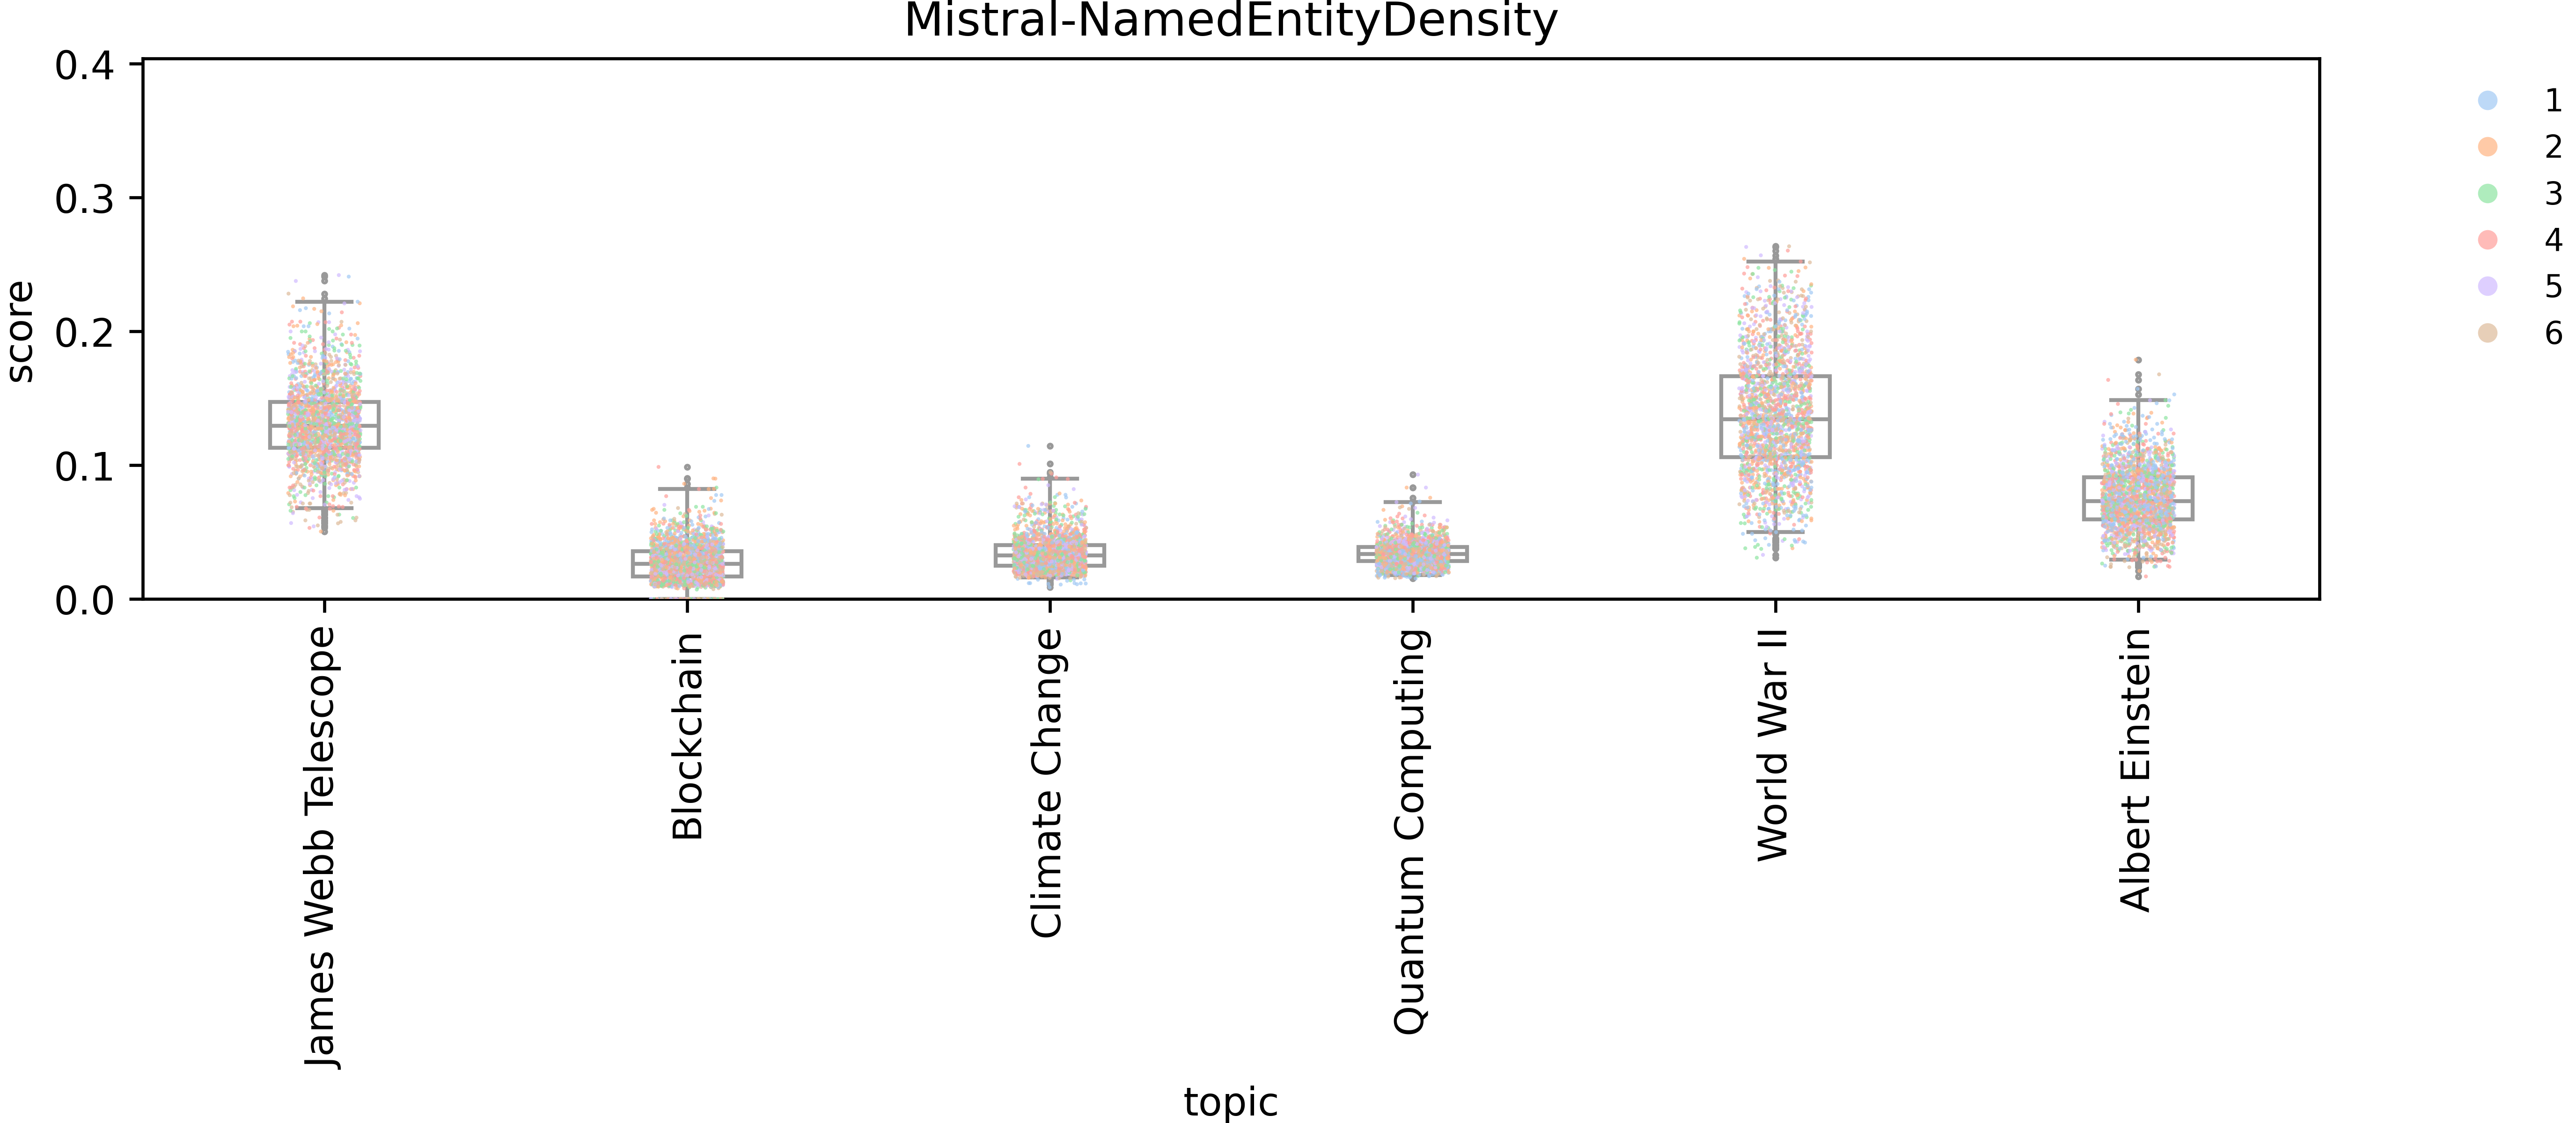 Mistral-NamedEntityDensity
score
0.4
0.3
0.2
0.1
0.0
James Webb Telescope
Blockchain
Climate Change
Quantum Computing
World War II
Albert Einstein
topic
1
2
3
4
5
6